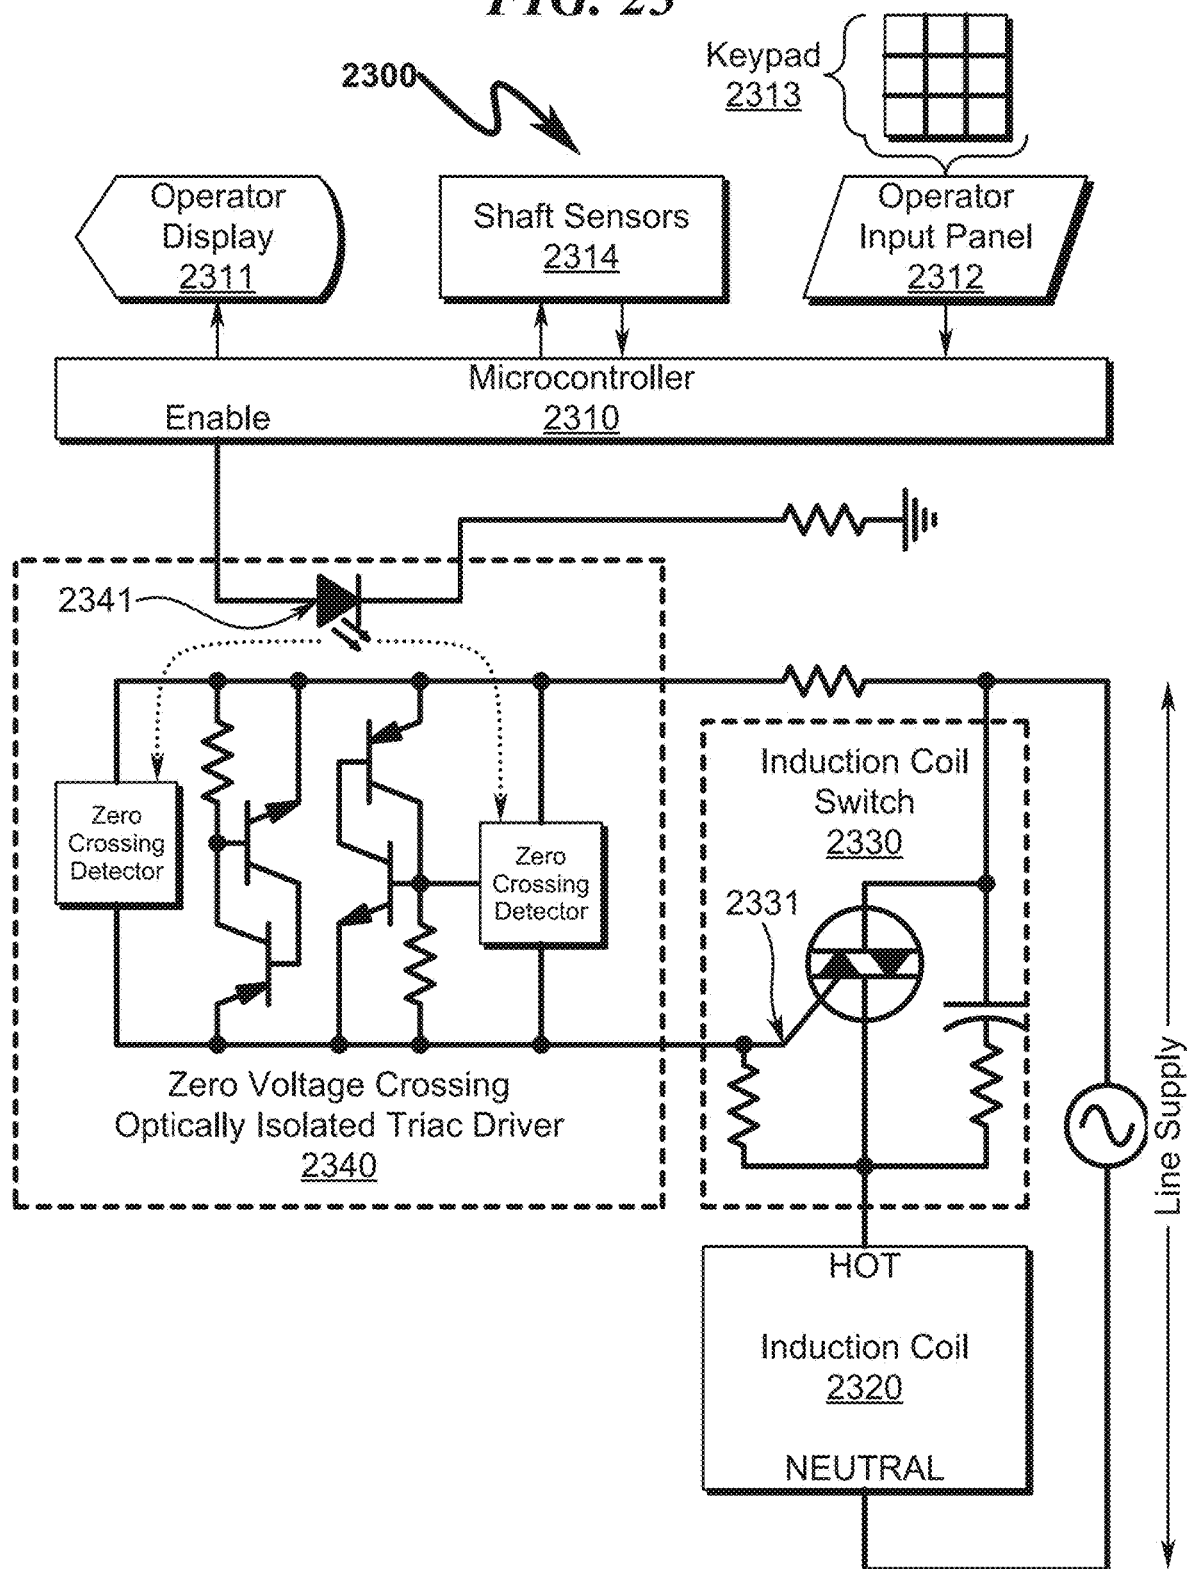 FIG. 23
2300
Keypad
2313
Operator
Display
2311
Shaft Sensors
2314
Operator
Input Panel
2312
Microcontroller
2310
Enable
2341
Zero
Crossing
Detector
Zero
Crossing
Detector
Induction Coil
Switch
2330
2331
Zero Voltage Crossing
Optically Isolated Triac Driver
2340
Line Supply
HOT
Induction Coil
2320
NEUTRAL